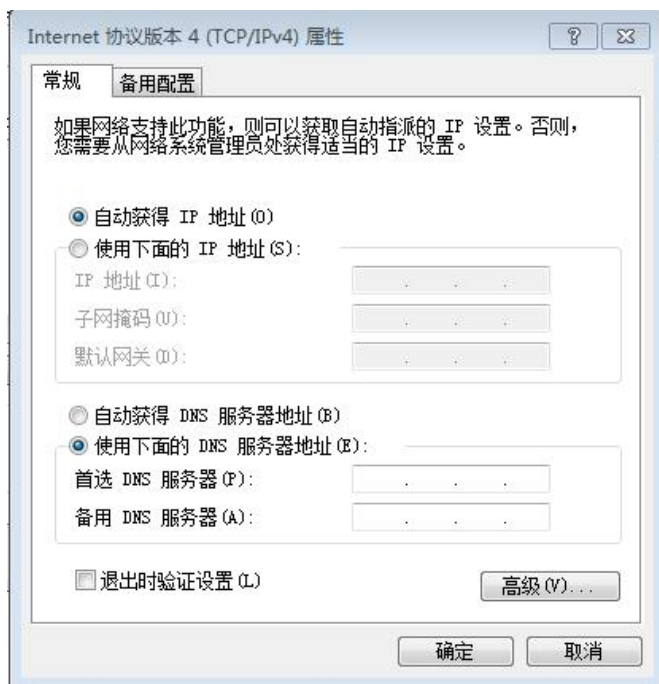 Internet 协议版本 4 (TCP/IPv4) 属性
常规
备用配置
如果网络支持此功能，则可以获取自动指派的 IP 设置。否则，
您需要从网络系统管理员处获得适当的 IP 设置。
自动获得 IP 地址(O)
使用下面的 IP 地址(S):
IP 地址(I):
子网掩码(U):
默认网关(D):
自动获得 DNS 服务器地址(B)
使用下面的 DNS 服务器地址(E):
首选 DNS 服务器(P):
备用 DNS 服务器(A):
退出时验证设置(L)
高级(V)...
确定
取消